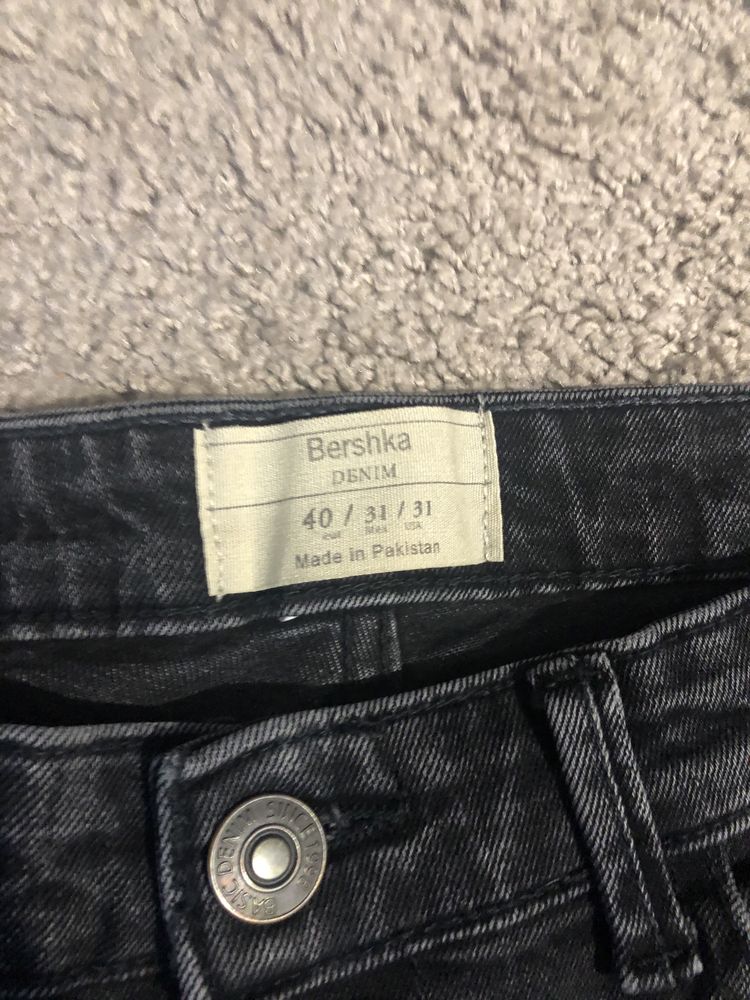 Bershka
DENIM
40 / 31 / 31
EUR MEX USA
Made in Pakistan
BASIC DENIM SINCE 1998